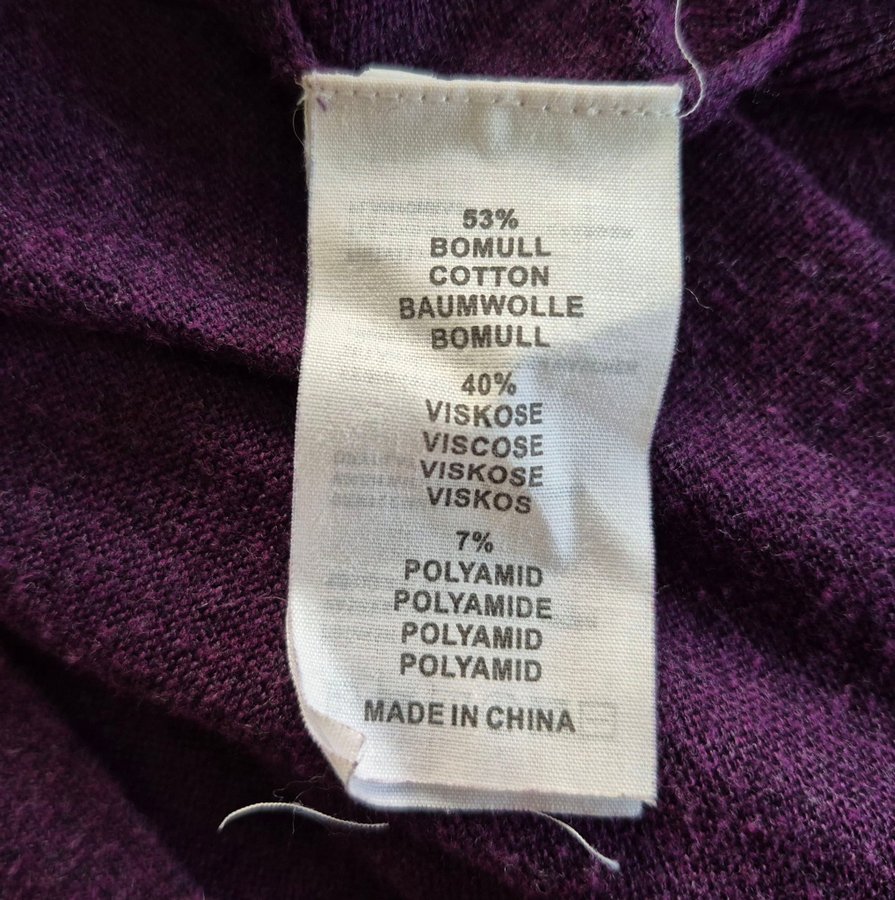 53%
BOMULL
COTTON
BAUMWOLLE
BOMULL
40%
VISKOSE
VISCOSE
VISKOSE
VISKOS
7%
POLYAMID
POLYAMIDE
POLYAMID
POLYAMID
MADE IN CHINA